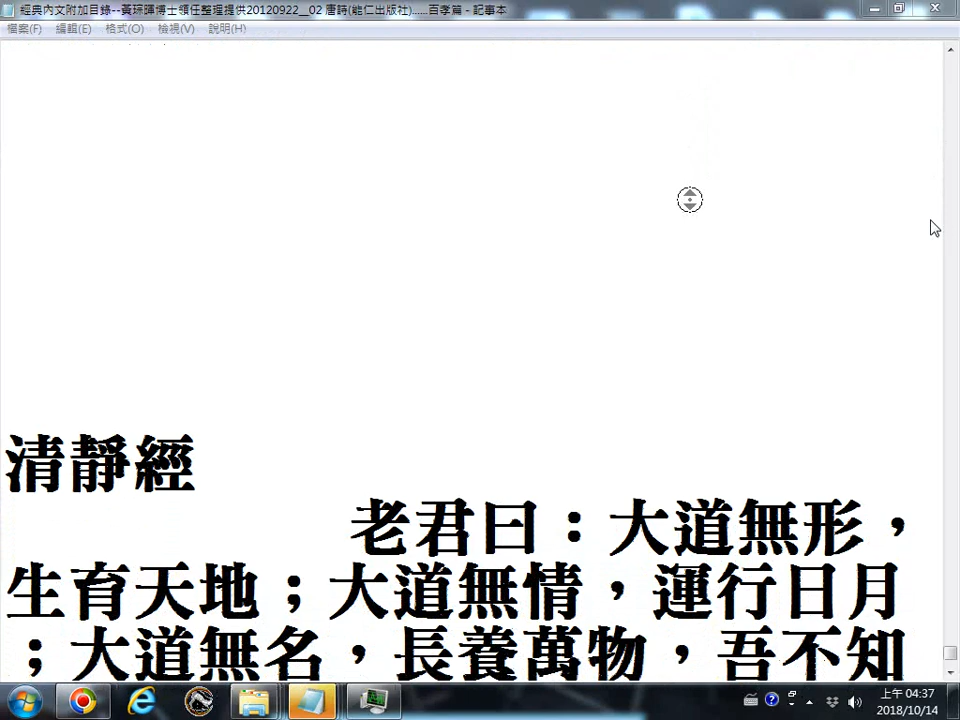 經典內文附加目錄--黃琮暐博士領任整理提供20120922__02 唐詩(能仁出版社)......百孝篇 - 記事本
檔案(F) 編輯(E) 格式(O) 檢視(V) 說明(H)
清靜經
老君曰：大道無形，
生育天地；大道無情，運行日月
；大道無名，長養萬物，吾不知
上午 04:37
2018/10/14